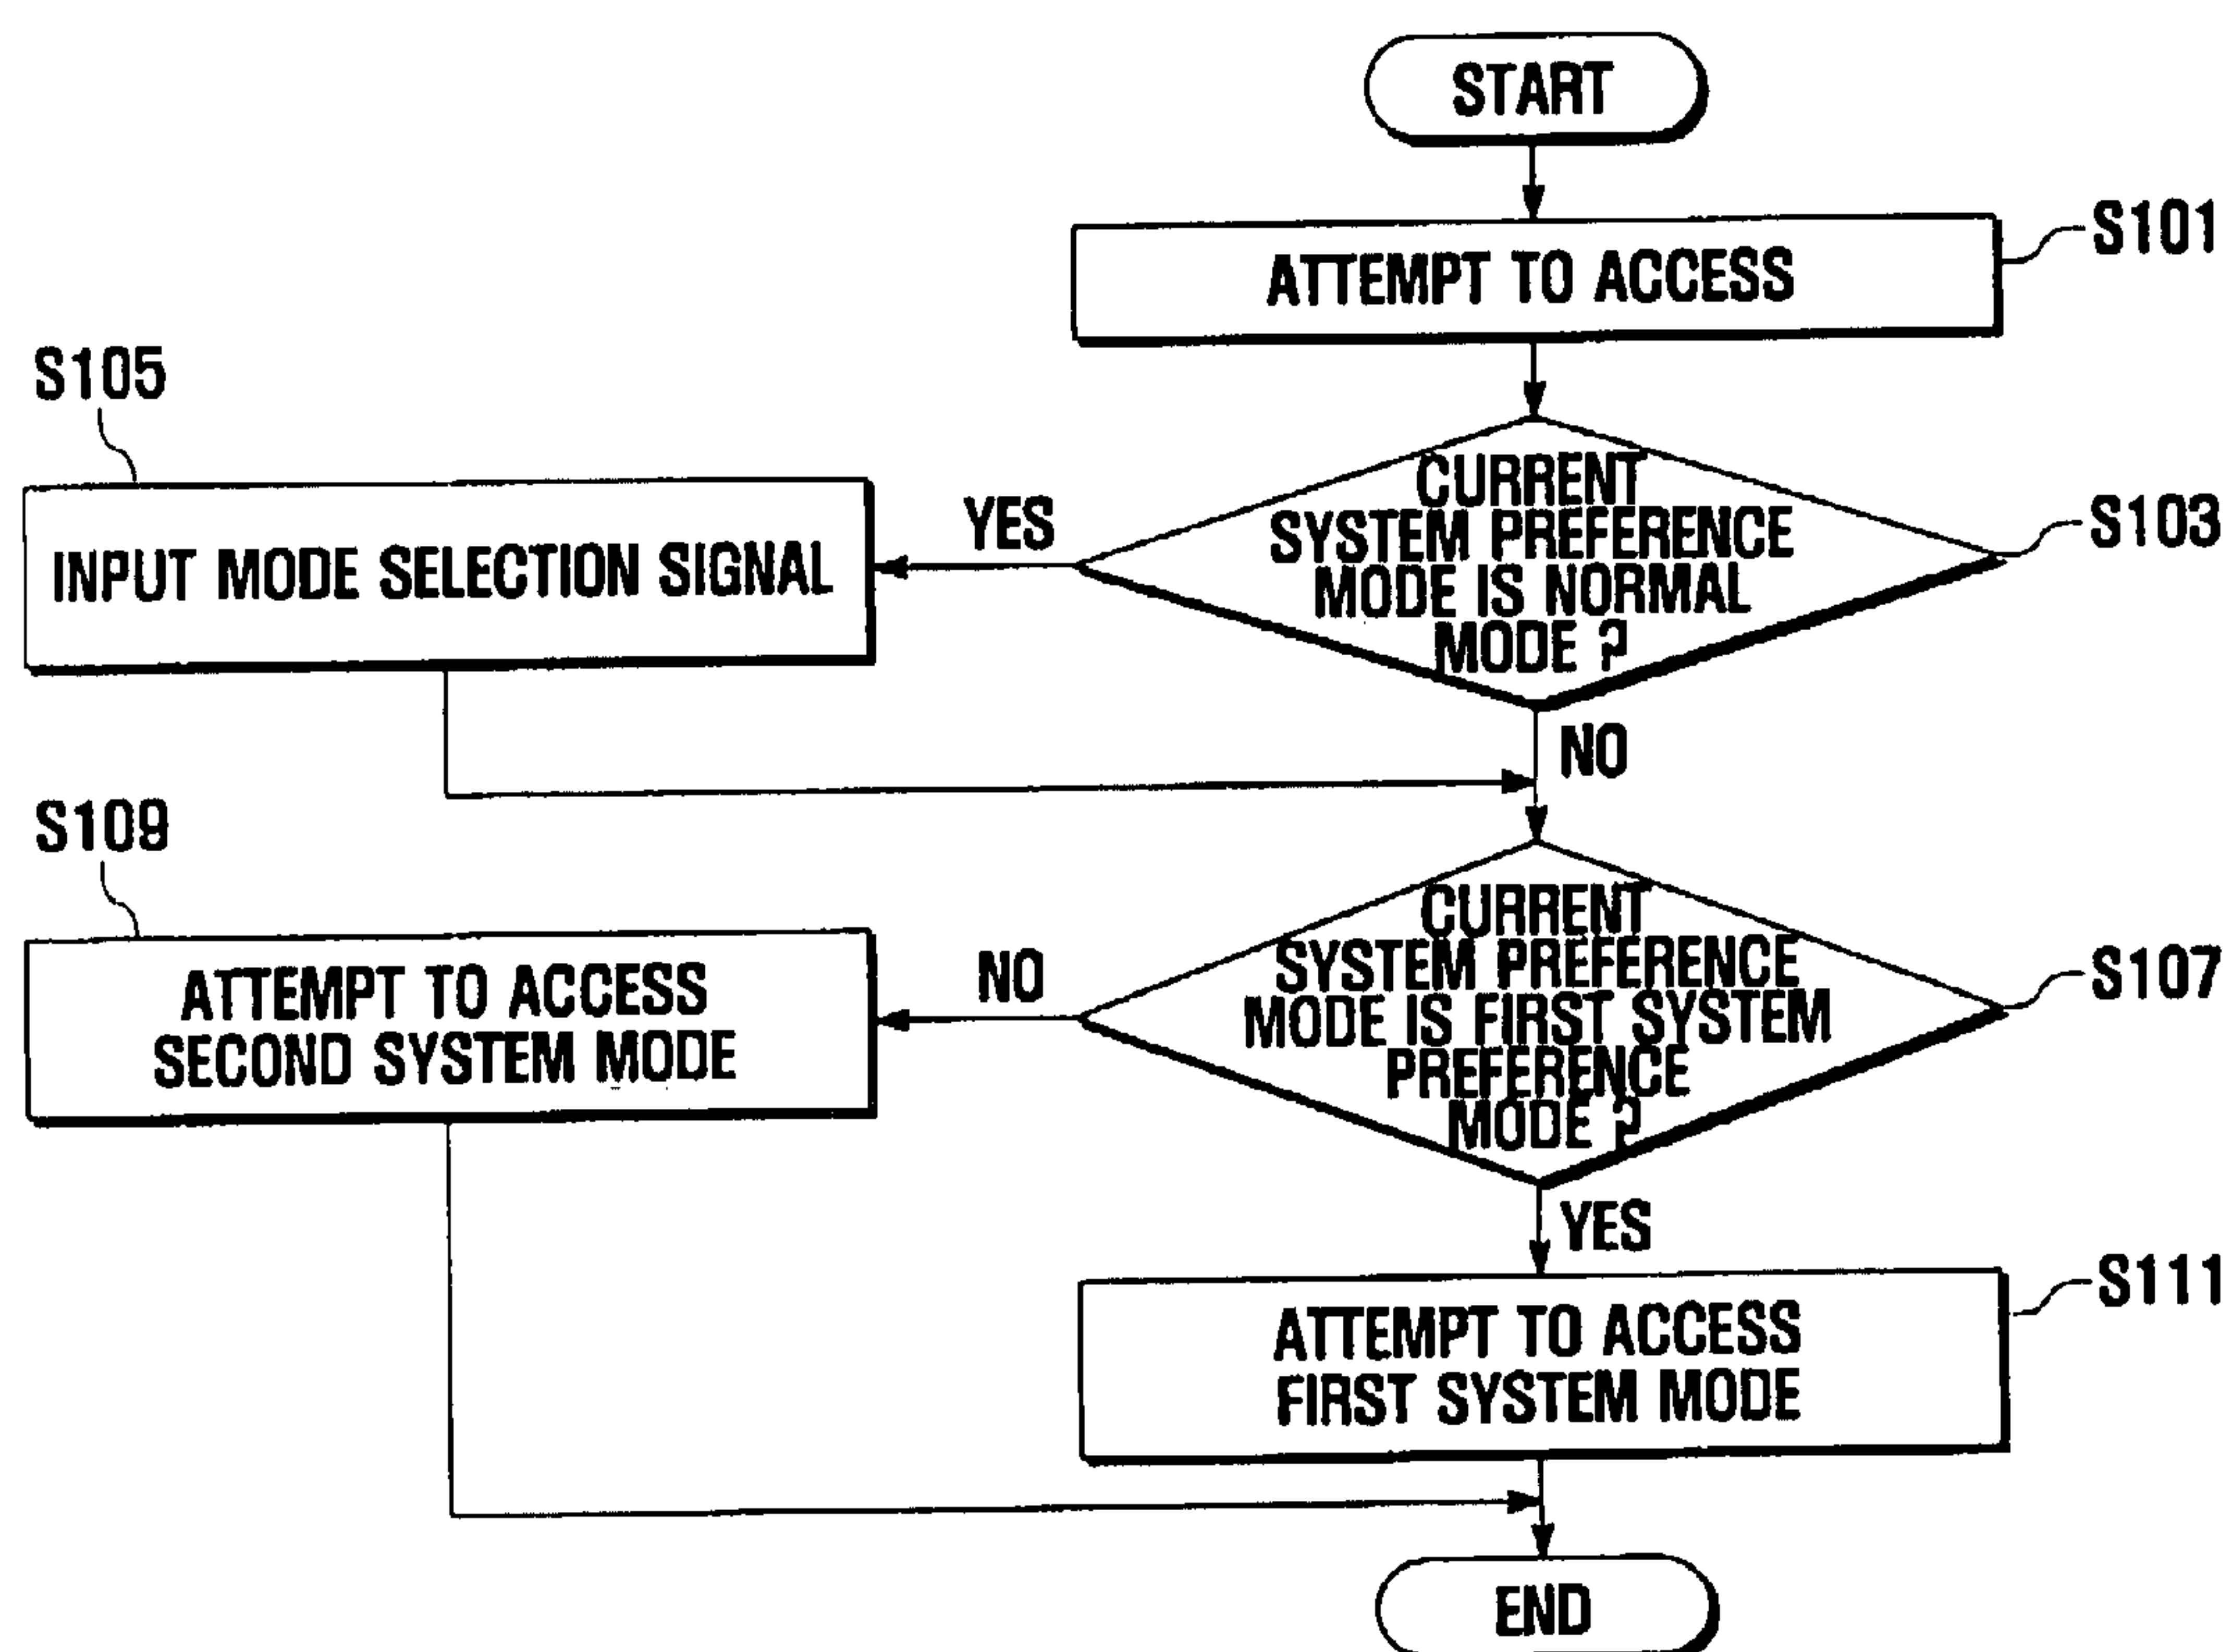 START
ATTEMPT TO ACCESS
S101
S105
INPUT MODE SELECTION SIGNAL
YES
CURRENT
SYSTEM PREFERENCE
MODE IS NORMAL
MODE ?
S103
NO
S109
ATTEMPT TO ACCESS
SECOND SYSTEM MODE
NO
CURRENT
SYSTEM PREFERENCE
MODE IS FIRST SYSTEM
PREFERENCE
MODE ?
S107
YES
ATTEMPT TO ACCESS
FIRST SYSTEM MODE
S111
END